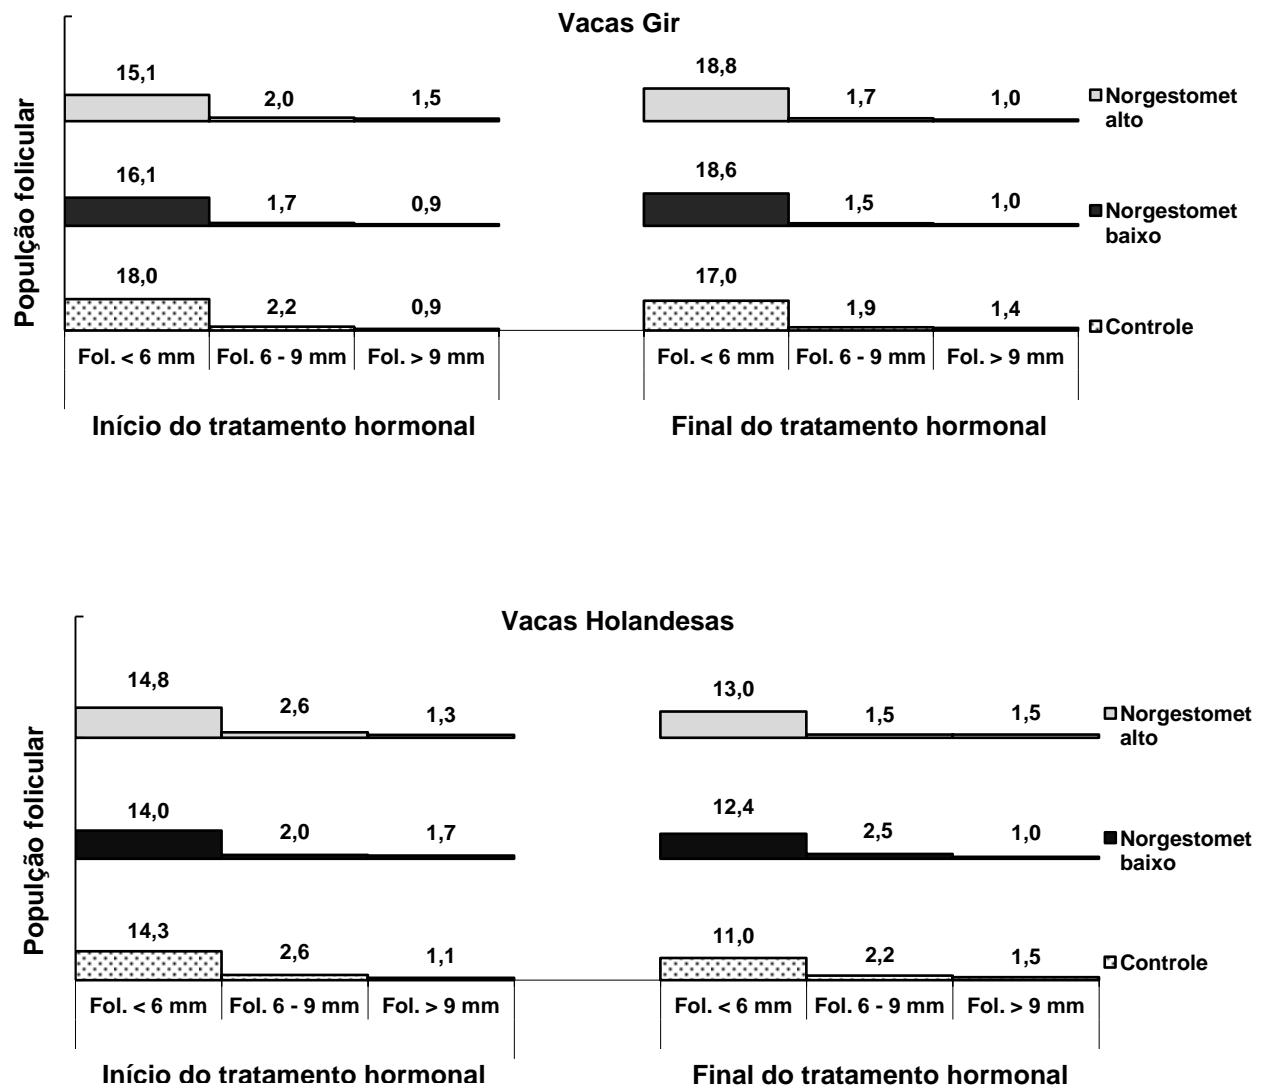 Vacas Gir
Populção folicular
15,1 2,0 1,5 18,8 1,7 1,0
Norgestomet
alto
16,1 1,7 0,9 18,6 1,5 1,0
Norgestomet
baixo
18,0 2,2 0,9 17,0 1,9 1,4
Controle
Fol. < 6 mm Fol. 6 - 9 mm Fol. > 9 mm Fol. < 6 mm Fol. 6 - 9 mm Fol. > 9 mm
Início do tratamento hormonal Final do tratamento hormonal
Vacas Holandesas
Populção folicular
14,8 2,6 1,3 13,0 1,5 1,5
Norgestomet
alto
14,0 2,0 1,7 12,4 2,5 1,0
Norgestomet
baixo
14,3 2,6 1,1 11,0 2,2 1,5
Controle
Fol. < 6 mm Fol. 6 - 9 mm Fol. > 9 mm Fol. < 6 mm Fol. 6 - 9 mm Fol. > 9 mm
Início do tratamento hormonal Final do tratamento hormonal